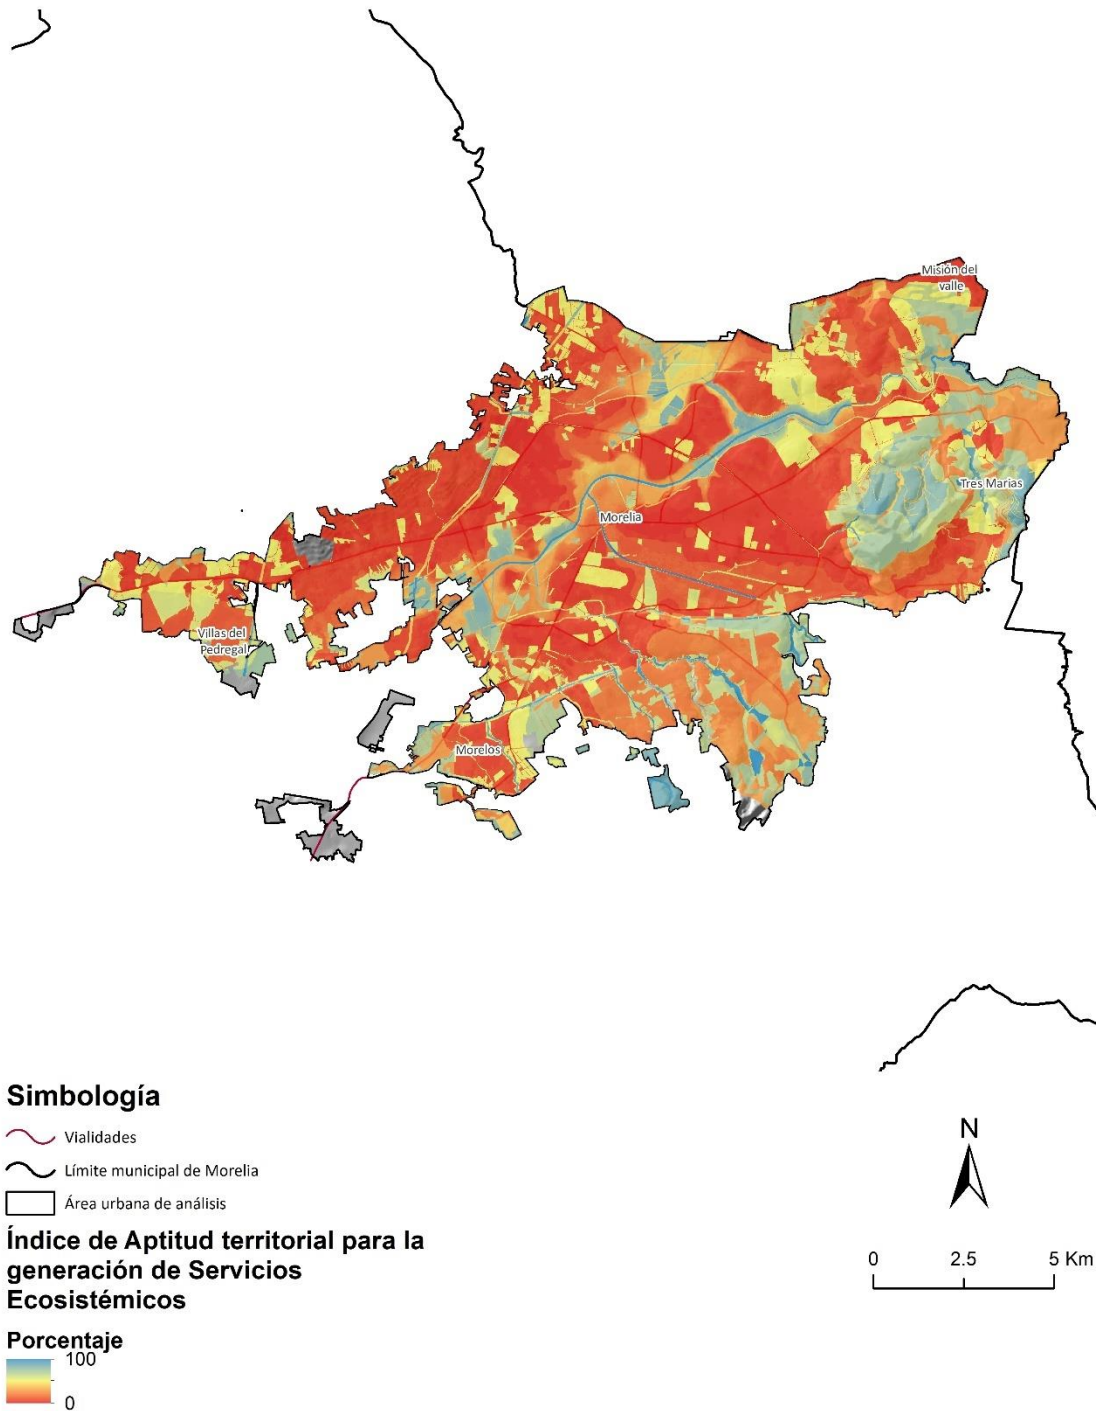 Misión del
valle
Tres Marias
Morelia
Villas del
Pedregal
Morelos
Simbología
Vialidades
Límite municipal de Morelia
Área urbana de análisis
Índice de Aptitud territorial para la
generación de Servicios
Ecosistémicos
Porcentaje
100
0
N
0 2.5 5 Km